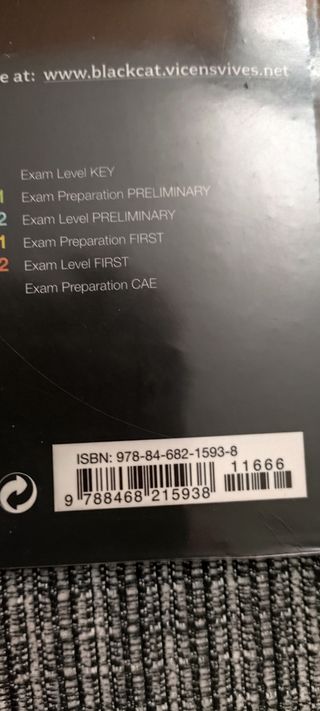 e at: www.blackcat.vicensvives.net
Exam Level KEY
1 Exam Preparation PRELIMINARY
2 Exam Level PRELIMINARY
1 Exam Preparation FIRST
2 Exam Level FIRST
Exam Preparation CAE
ISBN: 978-84-682-1593-8
11666
9 788468 215938